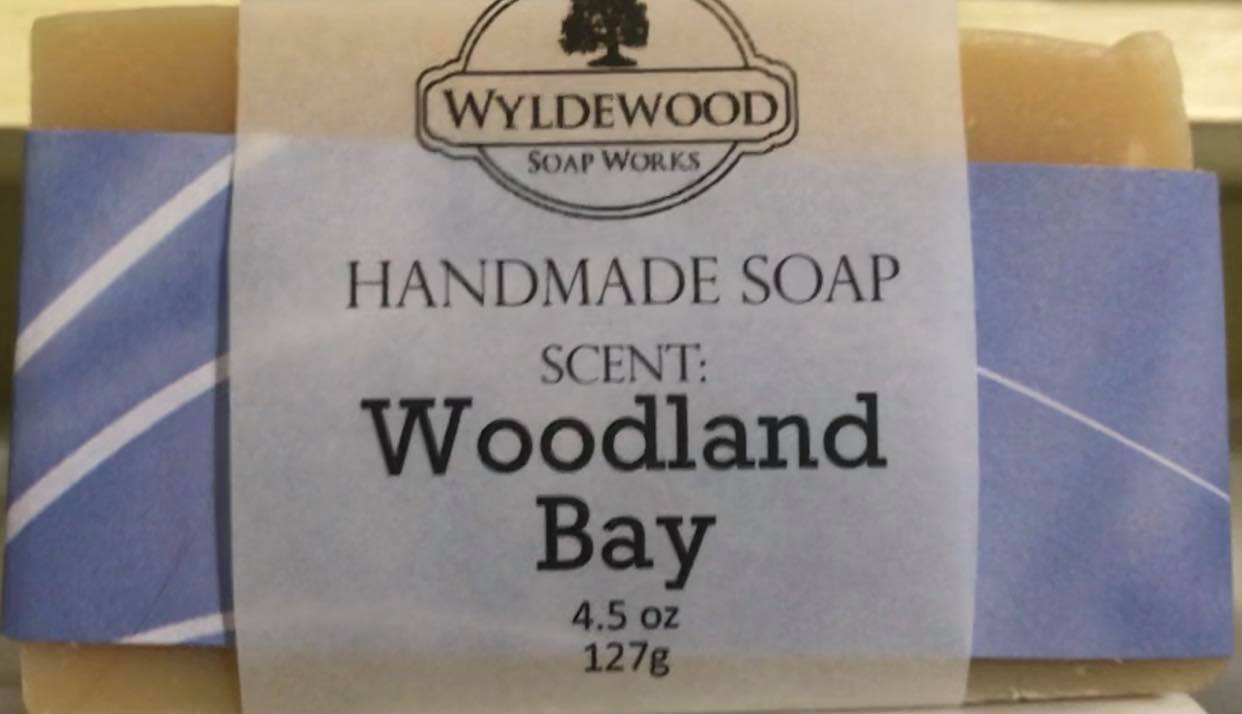 WYLDEWOOD
SOAP WORKS
HANDMADE SOAP
SCENT:
Woodland
Bay
4.5 oz
127g